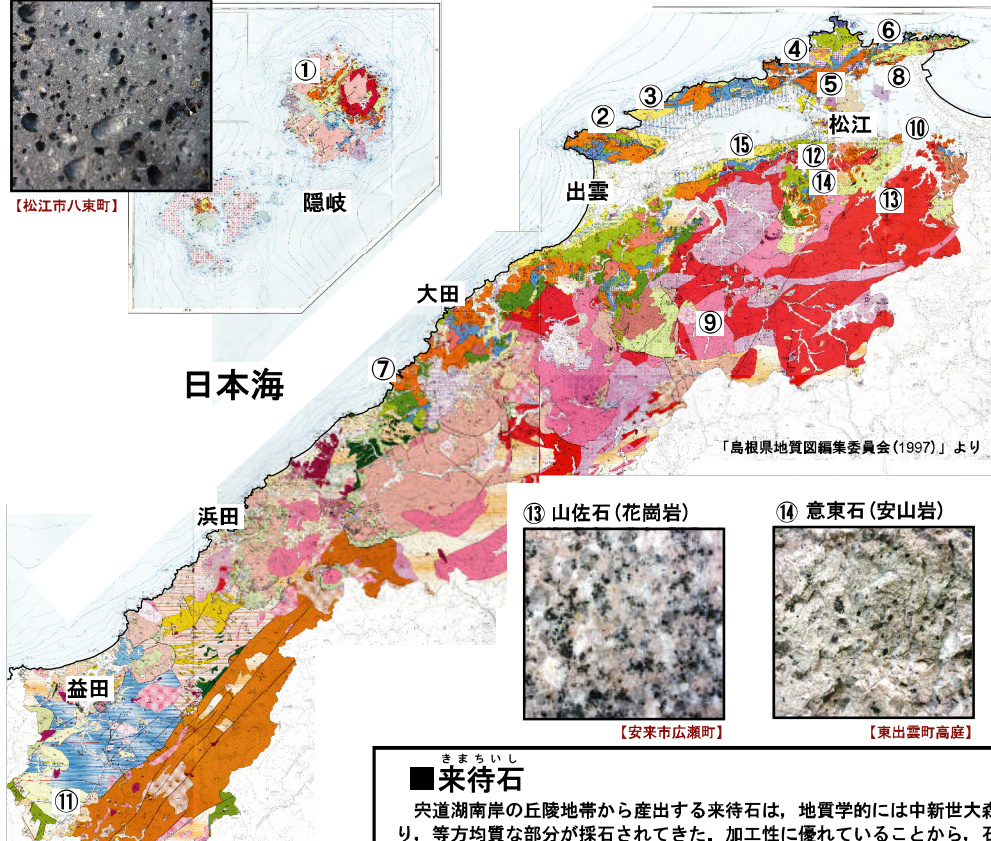 【松江市八束町】
①
隠岐
②
③
④
⑤
⑥
⑧
松江
⑩
⑮
⑫
⑭
⑬
出雲
大田
⑨
⑦
日本海
「島根県地質図編集委員会(1997)」より
浜田
⑬ 山佐石(花崗岩)
⑭ 意東石(安山岩)
【安来市広瀬町】
【東出雲町高庭】
益田
⑪
きまちいし
■来待石
宍道湖南岸の丘陵地帯から産出する来待石は，地質学的には中新世大森
り，等方均質な部分が採石されてきた。加工性に優れていることから，石